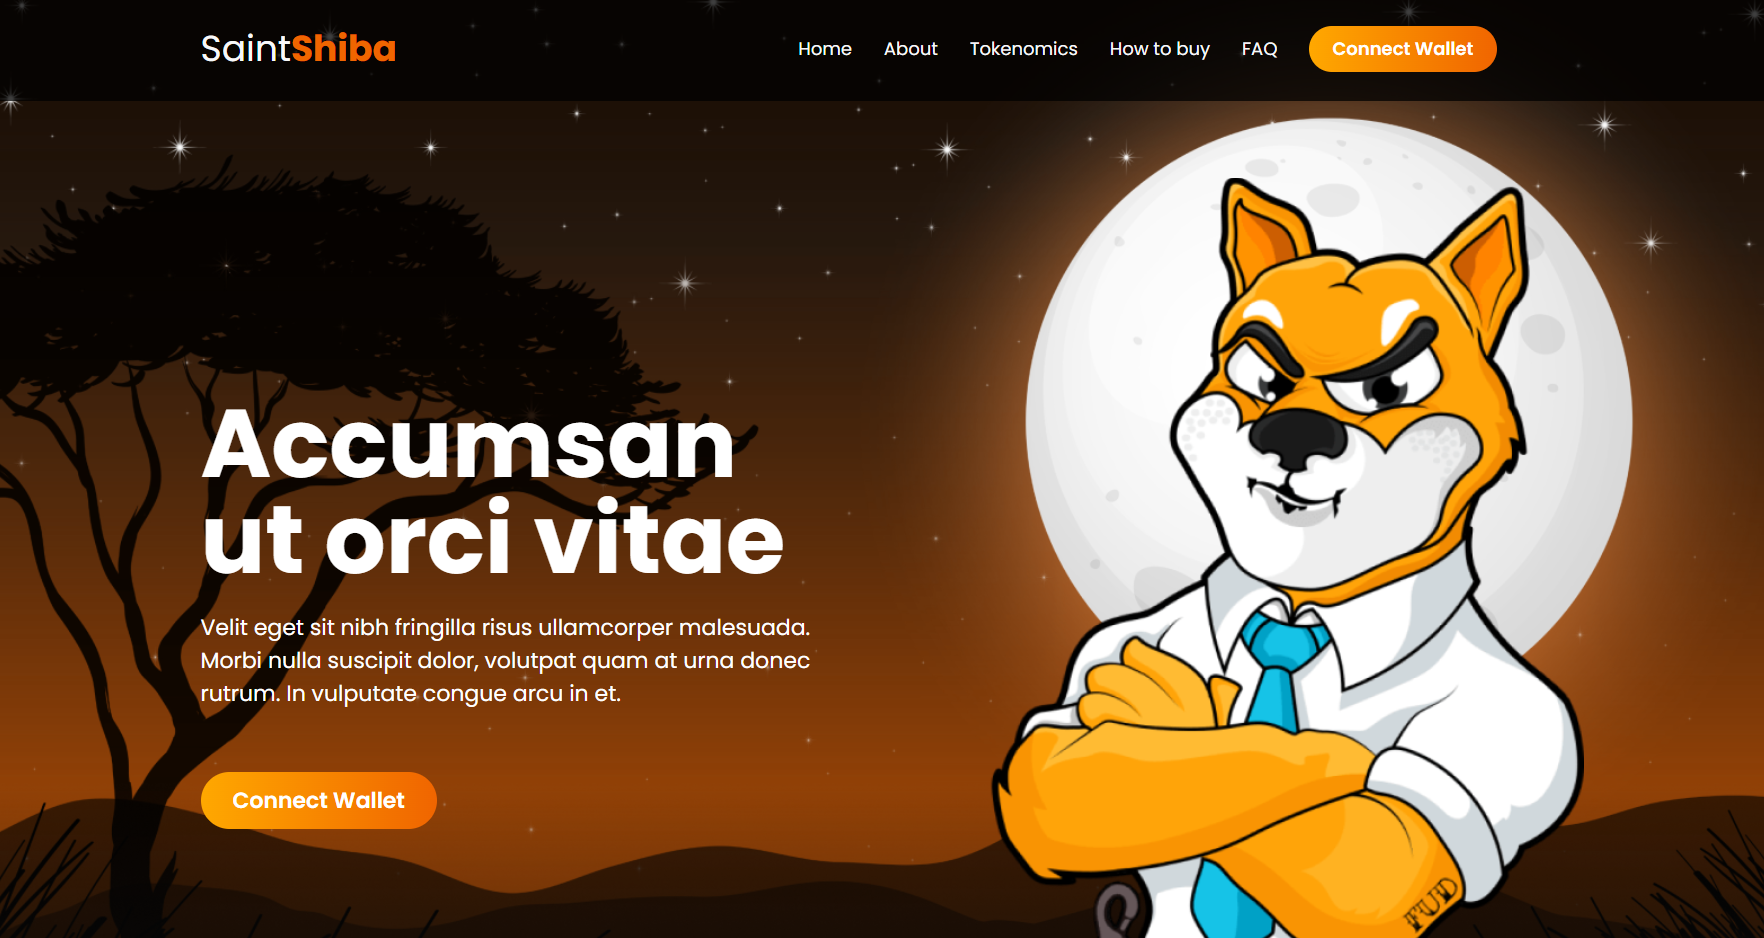 SaintShiba
Home About Tokenomics How to buy FAQ Connect Wallet
Accumsan
ut orci vitae
Velit eget sit nibh fringilla risus ullamcorper malesuada.
Morbi nulla suscipit dolor, volutpat quam at urna donec
rutrum. In vulputate congue arcu in et.
Connect Wallet
FUD